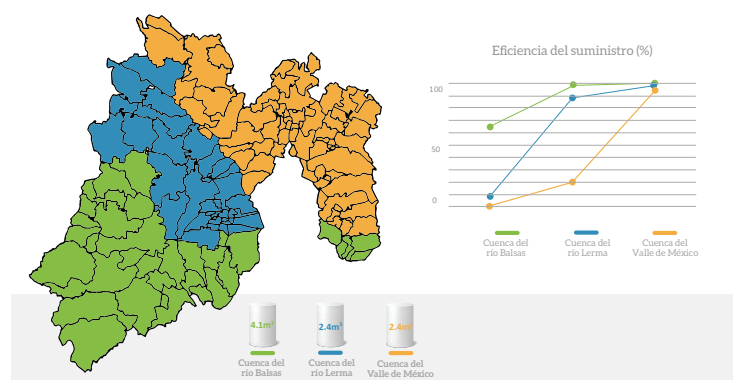 Eficiencia del suministro (%)
100
50
0
Cuenca del
río Balsas
Cuenca del
río Lerma
Cuenca del
Valle de México
4.1m³
2.4m³
2.4m³
Cuenca del
río Balsas
Cuenca del
río Lerma
Cuenca del
Valle de México